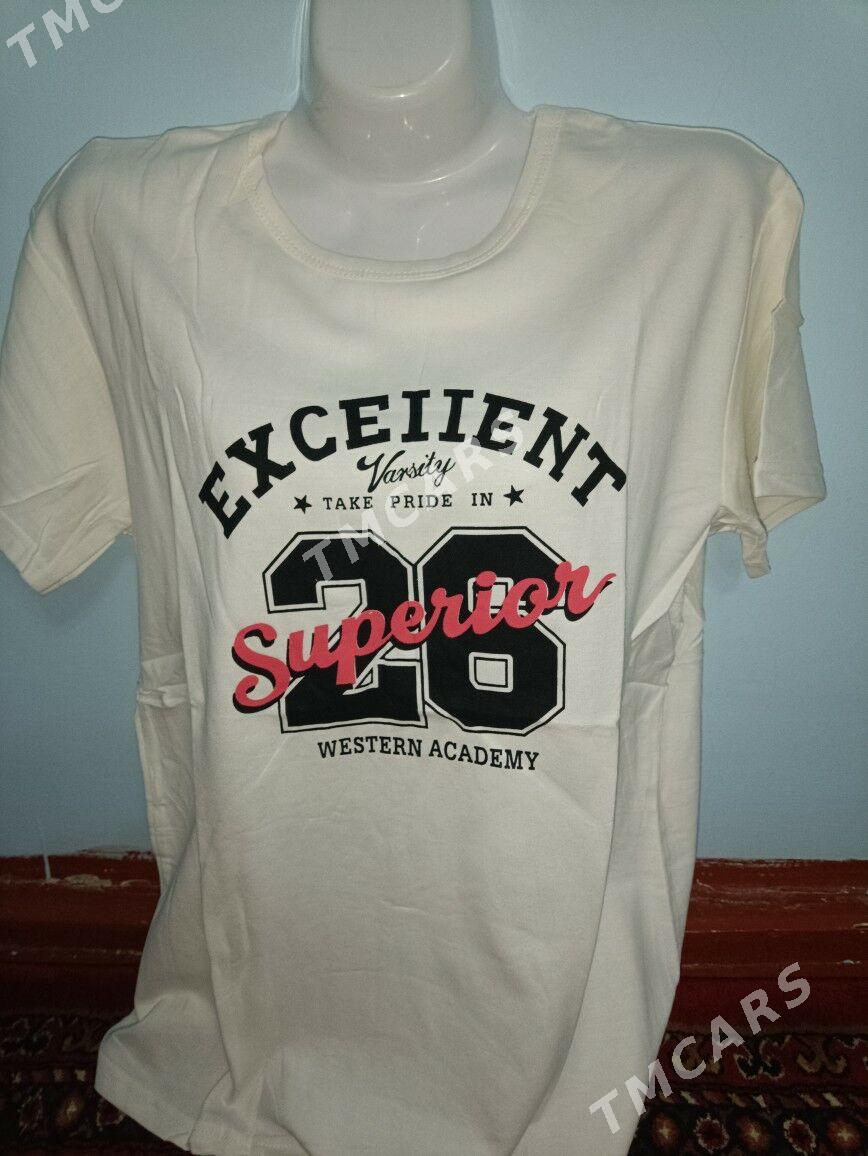 TMC
EXCEIIENT
Varsity
★ TAKE PRIDE IN ★
TMCARS
26
Superior
WESTERN ACADEMY
TMCARS